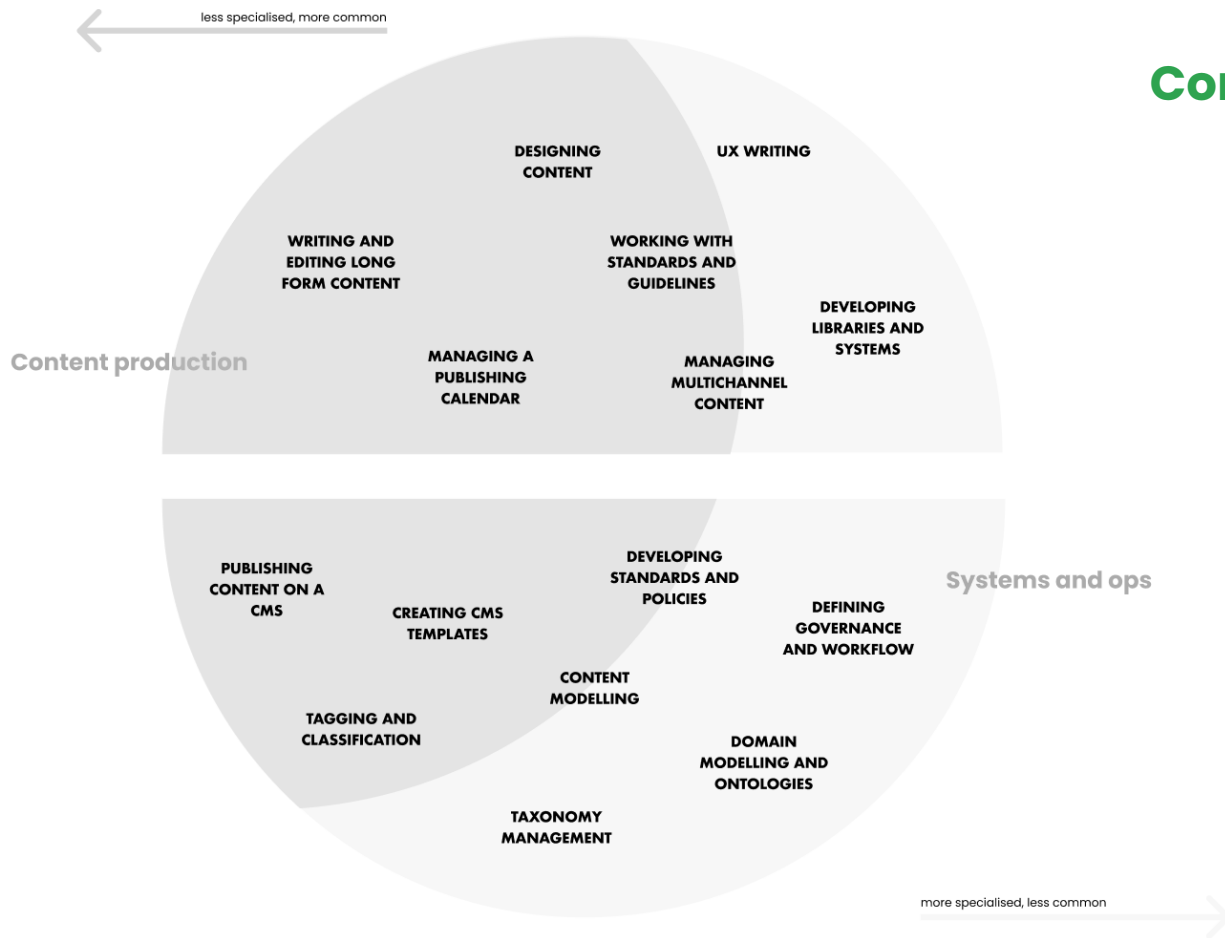 less specialised, more common
Con
DESIGNING
CONTENT
UX WRITING
WRITING AND
EDITING LONG
FORM CONTENT
WORKING WITH
STANDARDS AND
GUIDELINES
DEVELOPING
LIBRARIES AND
SYSTEMS
Content production
MANAGING A
PUBLISHING
CALENDAR
MANAGING
MULTICHANNEL
CONTENT
PUBLISHING
CONTENT ON A
CMS
CREATING CMS
TEMPLATES
DEVELOPING
STANDARDS AND
POLICIES
Systems and ops
DEFINING
GOVERNANCE
AND WORKFLOW
CONTENT
MODELLING
TAGGING AND
CLASSIFICATION
DOMAIN
MODELLING AND
ONTOLOGIES
TAXONOMY
MANAGEMENT
more specialised, less common